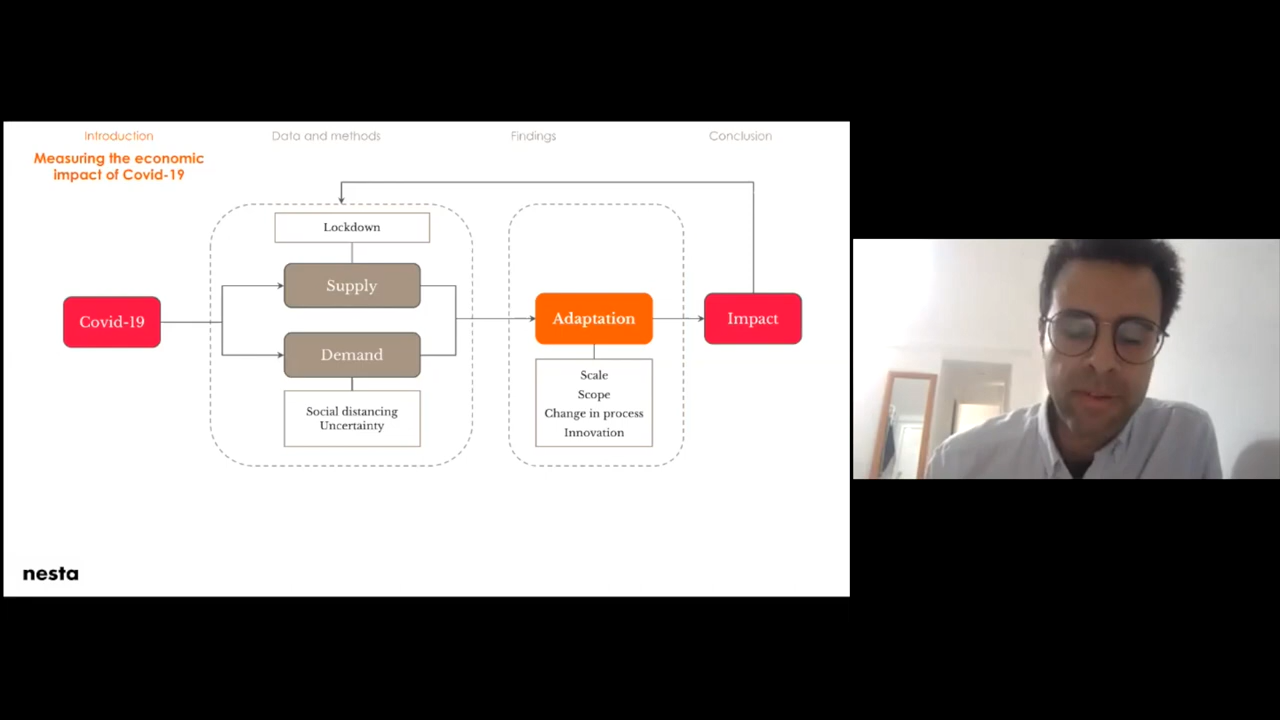 Introduction
Data and methods
Findings
Conclusion
Measuring the economic
impact of Covid-19
Lockdown
Supply
Covid-19
Demand
Social distancing
Uncertainty
Adaptation
Scale
Scope
Change in process
Innovation
Impact
nesta